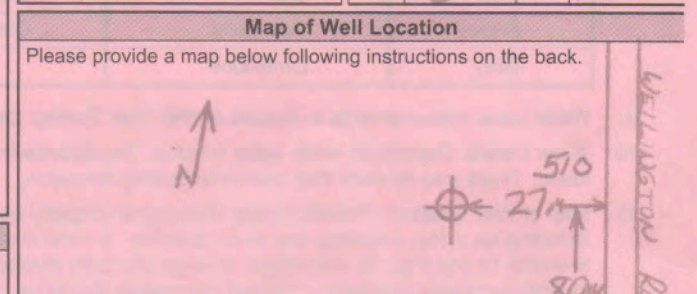 Map of Well Location
Please provide a map below following instructions on the back.
N
510
27m
80m
WELLINGTON